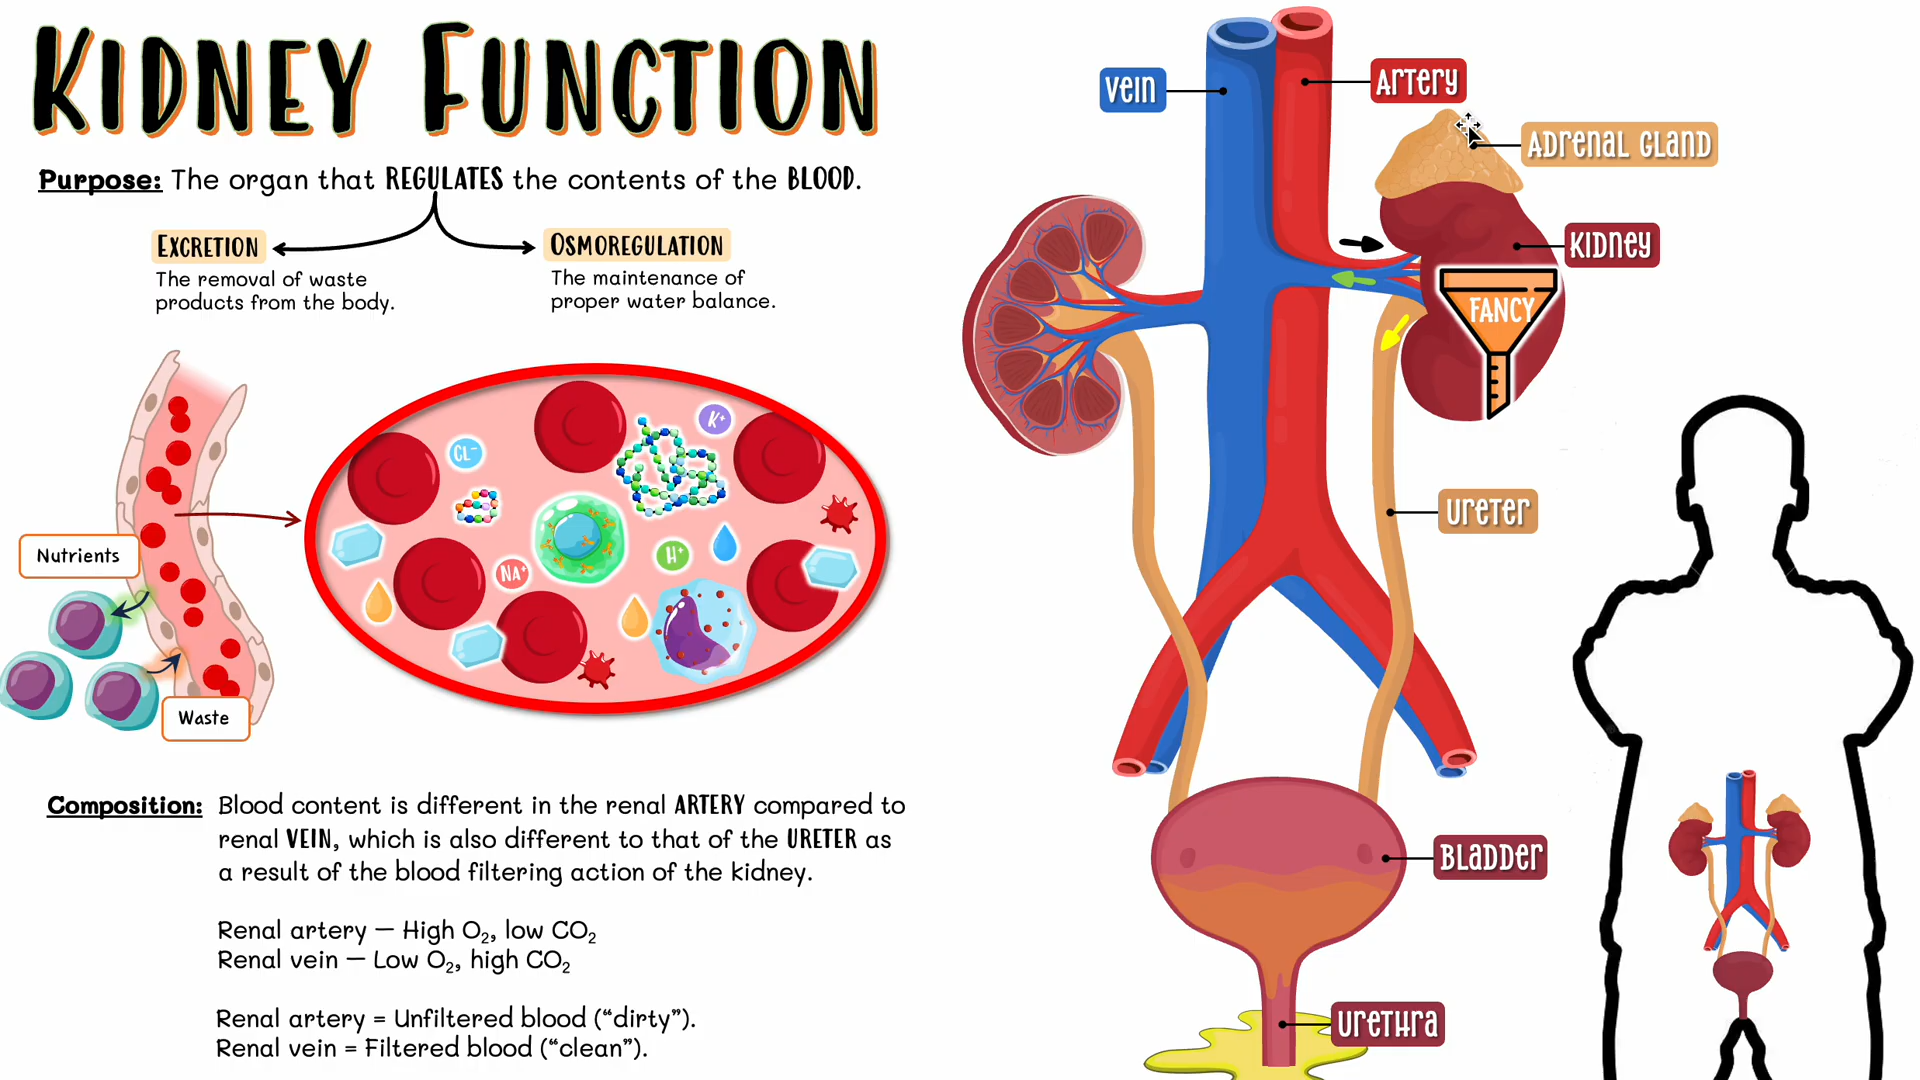 KIDNEY FUNCTION
Purpose: The organ that REGULATES the contents of the BLOOD.
EXCRETION
The removal of waste
products from the body.
OSMOREGULATION
The maintenance of
proper water balance.
Nutrients
Waste
CL⁻
K⁺
NA⁺
H⁺
Composition: Blood content is different in the renal ARTERY compared to
renal VEIN, which is also different to that of the URETER as
a result of the blood filtering action of the kidney.
Renal artery – High O₂, low CO₂
Renal vein – Low O₂, high CO₂
Renal artery = Unfiltered blood (“dirty”).
Renal vein = Filtered blood (“clean”).
Vein
Artery
Adrenal Gland
Kidney
FANCY
Ureter
Bladder
Urethra